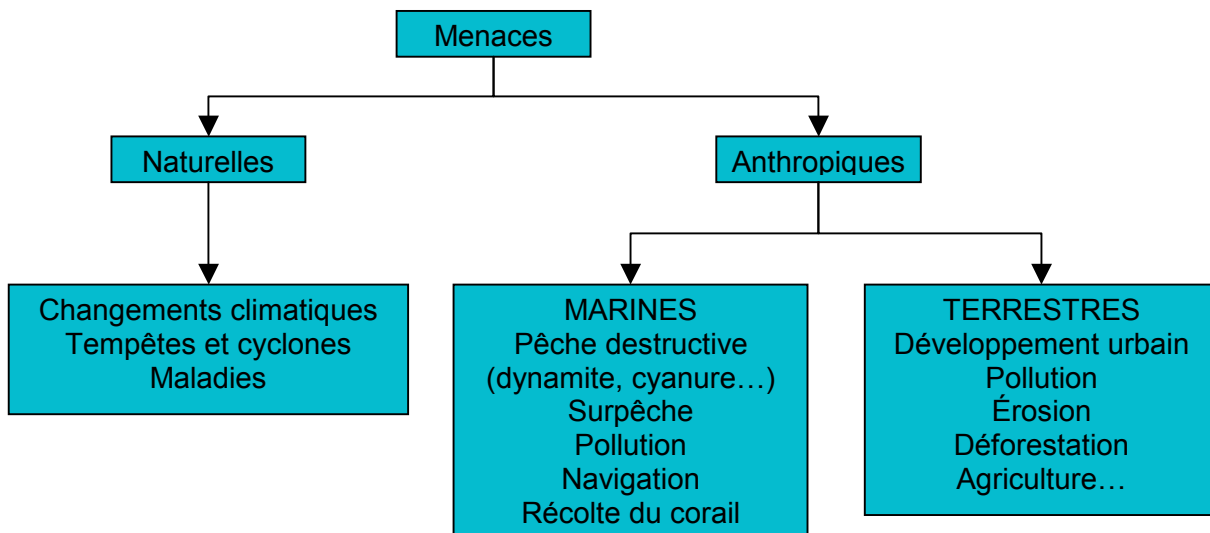 Menaces
Naturelles
Anthropiques
Changements climatiques
Tempêtes et cyclones
Maladies
MARINES
Pêche destructive
(dynamite, cyanure…)
Surpêche
Pollution
Navigation
Récolte du corail
TERRESTRES
Développement urbain
Pollution
Érosion
Déforestation
Agriculture…